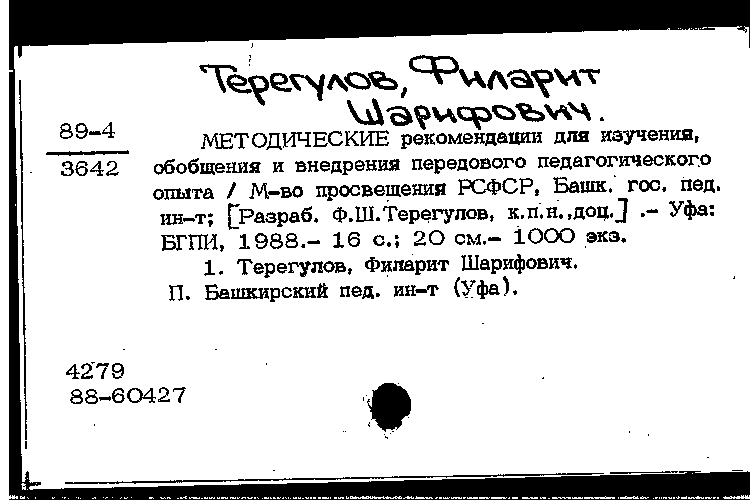 Терегулов, Филарит
Шарифович.
89-4
3642
МЕТОДИЧЕСКИЕ рекомендации для изучения,
обобщения и внедрения передового педагогического
опыта / М-во просвещения РСФСР, Башк. гос. пед.
ин-т; [Разраб. Ф.Ш.Терегулов, к.п.н.,доц.] .- Уфа:
БГПИ, 1988.- 16 с.; 20 см.- 1000 экз.
1. Терегулов, Филарит Шарифович.
П. Башкирский пед. ин-т (Уфа).
4279
88-60427